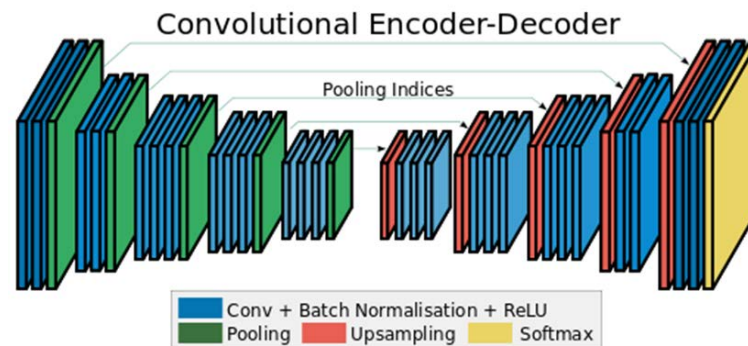 Convolutional Encoder-Decoder
Pooling Indices
Conv + Batch Normalisation + ReLU
Pooling Upsampling Softmax